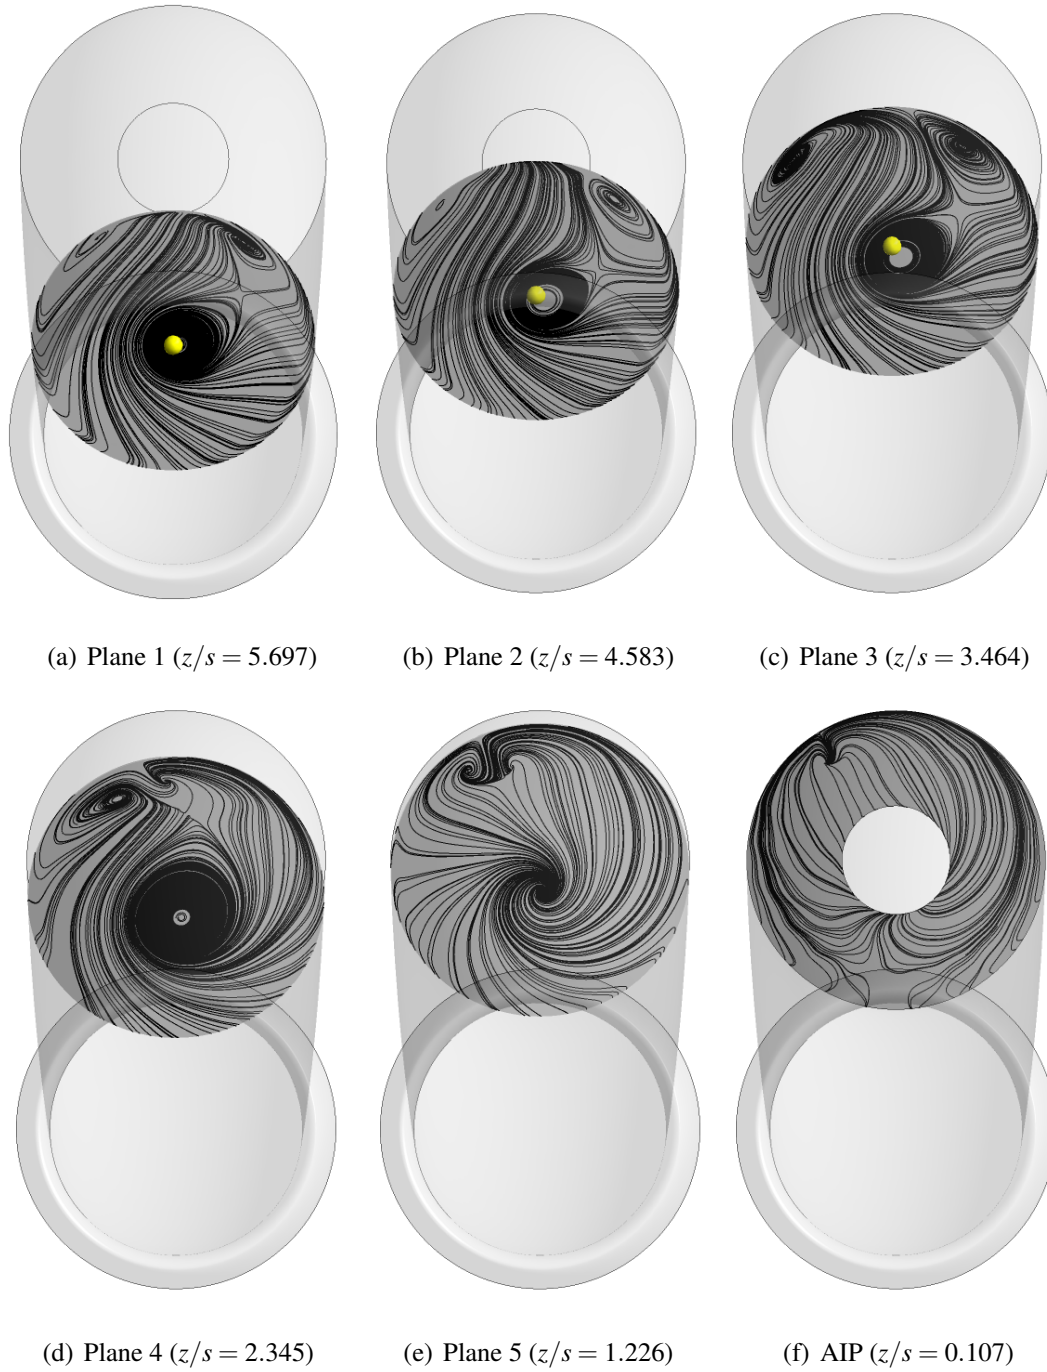 (a) Plane 1 (z/s = 5.697)
(b) Plane 2 (z/s = 4.583)
(c) Plane 3 (z/s = 3.464)
(d) Plane 4 (z/s = 2.345)
(e) Plane 5 (z/s = 1.226)
(f) AIP (z/s = 0.107)